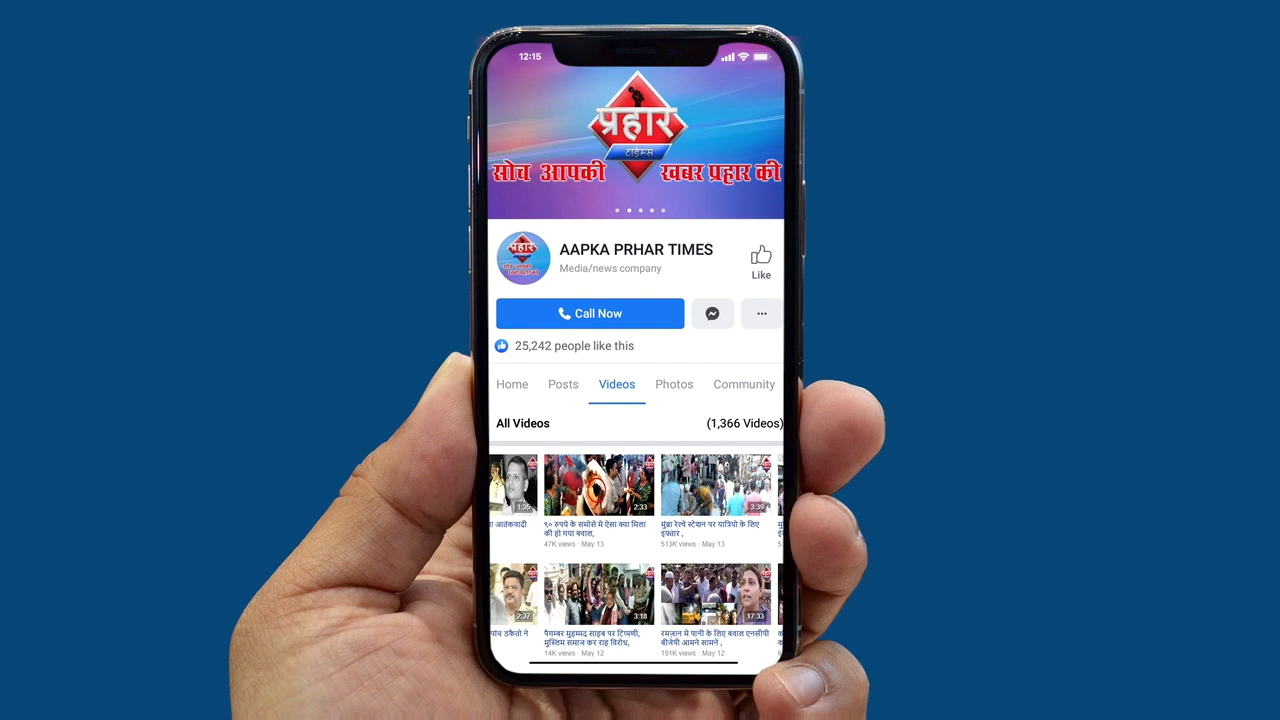 12:15
प्रहार
टाईम्स
सोच आपकी खबर प्रहार की
प्रहार
AAPKA PRHAR TIMES
Media/news company
Like
Call Now
25,242 people like this
Home Posts Videos Photos Community
All Videos (1,366 Videos)
1:35
2:33
3:39
आतंकवादी
९० रुपये के समोसे मे ऐसा क्या मिला
की हो गया बवाल,
47K views · May 13
मुंब्रा रेल्वे स्टेशन पर यात्रियो के लिए
इफ्तार ,
513K views · May 13
2:37
3:18
17:33
पांच डकैतो ने
पैगम्बर मुहम्मद साहब पर टिप्पणी,
मुस्लिम समाज कर राह विरोध,
14K views · May 12
रमज़ान मे पानी के लिए बवाल एनसीपी
बीजेपी आमने सामने ,
191K views · May 12